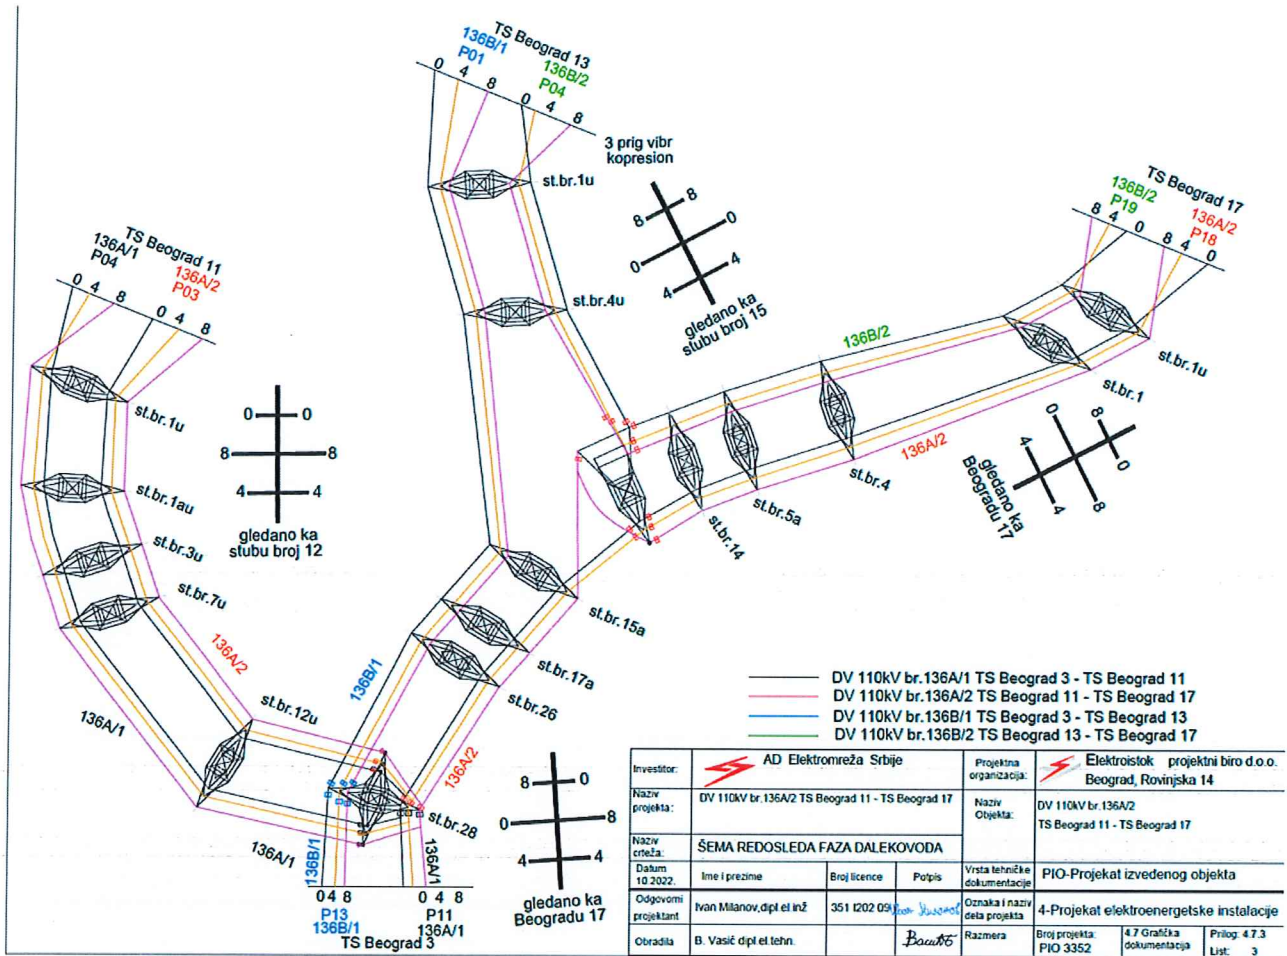 TS Beograd 13
136B/1
P01
136B/2
P04
0 4 8 0 4 8
3 prig vibr
kopresion
st.br.1u
st.br.4u
8 8
0 0
4 4
gledano ka
stubu broj 15
TS Beograd 11
136A/1
P04
136A/2
P03
0 4 8 0 4 8
st.br.1u
st.br.1au
st.br.3u
st.br.7u
0 0
8 8
4 4
gledano ka
stubu broj 12
TS Beograd 17
136B/2
P19
136A/2
P18
8 4 0 8 4 0
st.br.1u
st.br.1
st.br.4
st.br.5a
st.br.14
136B/2
136A/2
0 8
4 0
4 8
gledano ka
Beogradu 17
st.br.15a
st.br.17a
st.br.26
st.br.28
136B/1
136A/2
136A/2
136A/1
st.br.12u
136A/1
136B/1
136A/1
0 4 8 0 4 8
P13
136B/1
P11
136A/1
TS Beograd 3
8 0
0 8
4 4
gledano ka
Beogradu 17
DV 110kV br.136A/1 TS Beograd 3 - TS Beograd 11
DV 110kV br.136A/2 TS Beograd 11 - TS Beograd 17
DV 110kV br.136B/1 TS Beograd 3 - TS Beograd 13
DV 110kV br.136B/2 TS Beograd 13 - TS Beograd 17
Investitor:
AD Elektromreža Srbije
Projektna
organizacija:
Elektroistok projektni biro d.o.o.
Beograd, Rovinjska 14
Naziv
projekta:
DV 110kV br.136A/2 TS Beograd 11 - TS Beograd 17
Naziv
Objekta:
DV 110kV br.136A/2
TS Beograd 11 - TS Beograd 17
Naziv
crteža:
ŠEMA REDOSLEDA FAZA DALEKOVODA
Datum
10.2022.
Ime i prezime
Broj licence
Potpis
Vrsta tehničke
dokumentacije
PIO-Projekat izvedenog objekta
Odgovorni
projektant
Ivan Milanov,dipl.el.inž
351 I202 09
Oznaka i naziv
dela projekta
4-Projekat elektroenergetske instalacije
Obradila
B. Vasić dipl.el.tehn.
Razmera
Broj projekta:
PIO 3352
4.7 Grafička
dokumentacija
Prilog: 4.7.3
List: 3